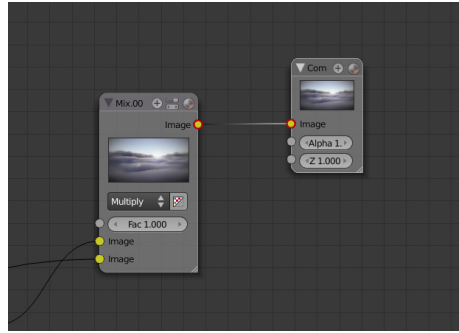 Mix.00
Image
Multiply
Fac 1.000
Image
Image
Com
Image
Alpha 1.
Z 1.000